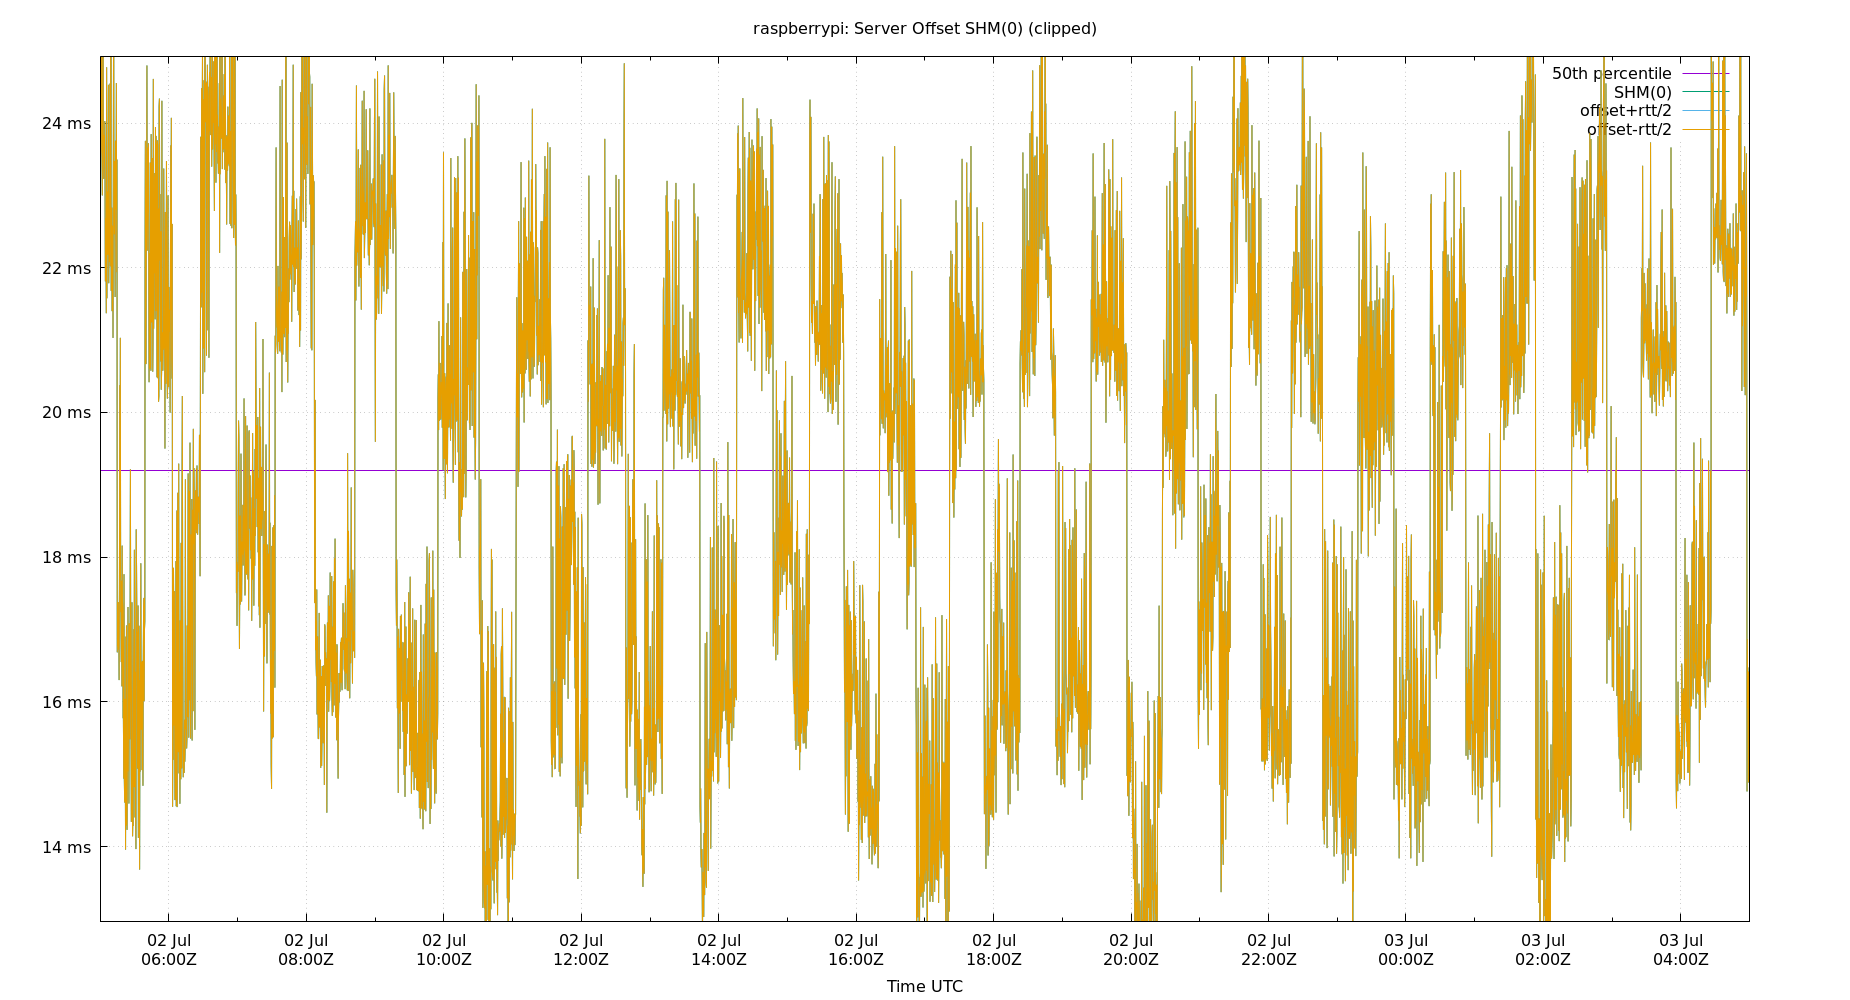 raspberrypi: Server Offset SHM(0) (clipped)
50th percentile
SHM(0)
offset+rtt/2
offset-rtt/2
24 ms
22 ms
20 ms
18 ms
16 ms
14 ms
02 Jul 02 Jul 02 Jul 02 Jul 02 Jul 02 Jul 02 Jul 02 Jul 02 Jul 03 Jul 03 Jul 03 Jul
06:00Z 08:00Z 10:00Z 12:00Z 14:00Z 16:00Z 18:00Z 20:00Z 22:00Z 00:00Z 02:00Z 04:00Z
Time UTC